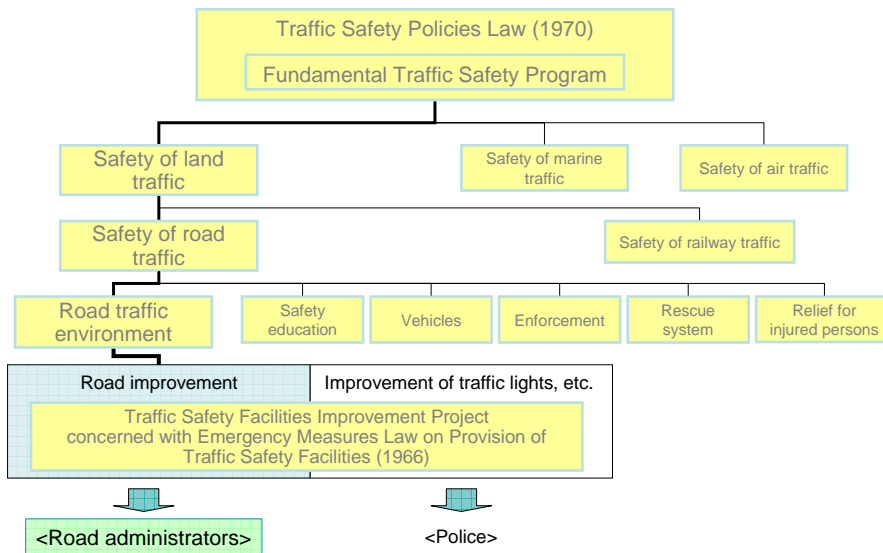 Traffic Safety Policies Law (1970)
Fundamental Traffic Safety Program
Safety of land
traffic
Safety of marine
traffic
Safety of air traffic
Safety of road
traffic
Safety of railway traffic
Road traffic
environment
Safety
education
Vehicles
Enforcement
Rescue
system
Relief for
injured persons
Road improvement
Improvement of traffic lights, etc.
Traffic Safety Facilities Improvement Project
concerned with Emergency Measures Law on Provision of
Traffic Safety Facilities (1966)
<Road administrators>
<Police>